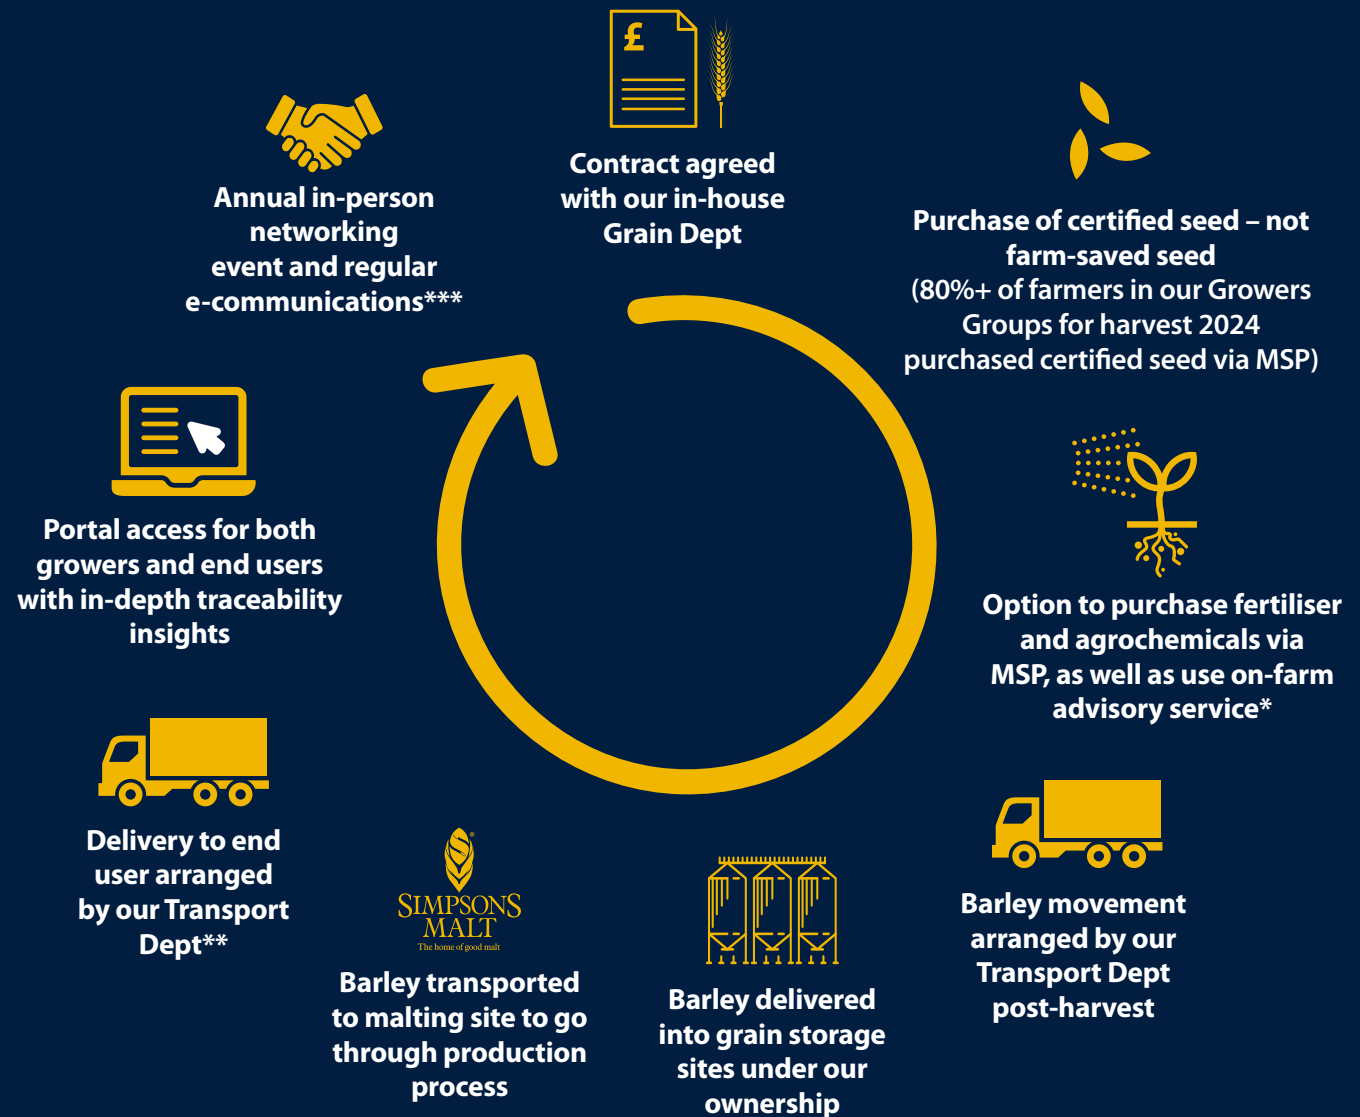 £
Contract agreed
with our in-house
Grain Dept
Purchase of certified seed – not
farm-saved seed
(80%+ of farmers in our Growers
Groups for harvest 2024
purchased certified seed via MSP)
Option to purchase fertiliser
and agrochemicals via
MSP, as well as use on-farm
advisory service*
Barley movement
arranged by our
Transport Dept
post-harvest
Barley delivered
into grain storage
sites under our
ownership
SIMPSONS
MALT
The home of good malt
Barley transported
to malting site to go
through production
process
Delivery to end
user arranged
by our Transport
Dept**
Portal access for both
growers and end users
with in-depth traceability
insights
Annual in-person
networking
event and regular
e-communications***